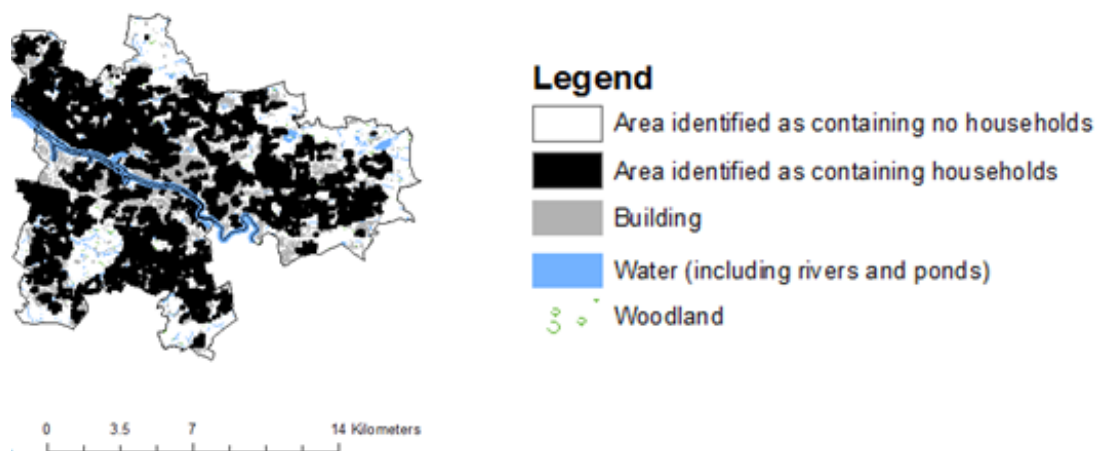 Legend
Area identified as containing no households
Area identified as containing households
Building
Water (including rivers and ponds)
Woodland
0 3.5 7 14 Kilometers